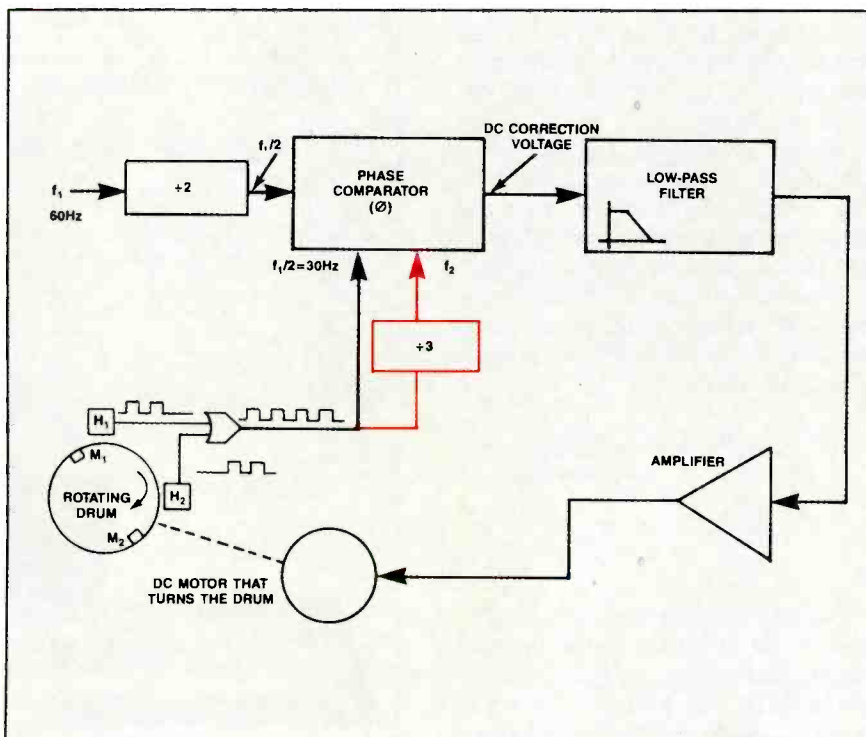 f₁
60Hz
÷2
f₁/2
PHASE
COMPARATOR
(Ø)
DC CORRECTION
VOLTAGE
LOW-PASS
FILTER
f₁/2=30Hz
f₂
÷3
H₁
M₁
ROTATING
DRUM
H₂
M₂
AMPLIFIER
DC MOTOR THAT
TURNS THE DRUM